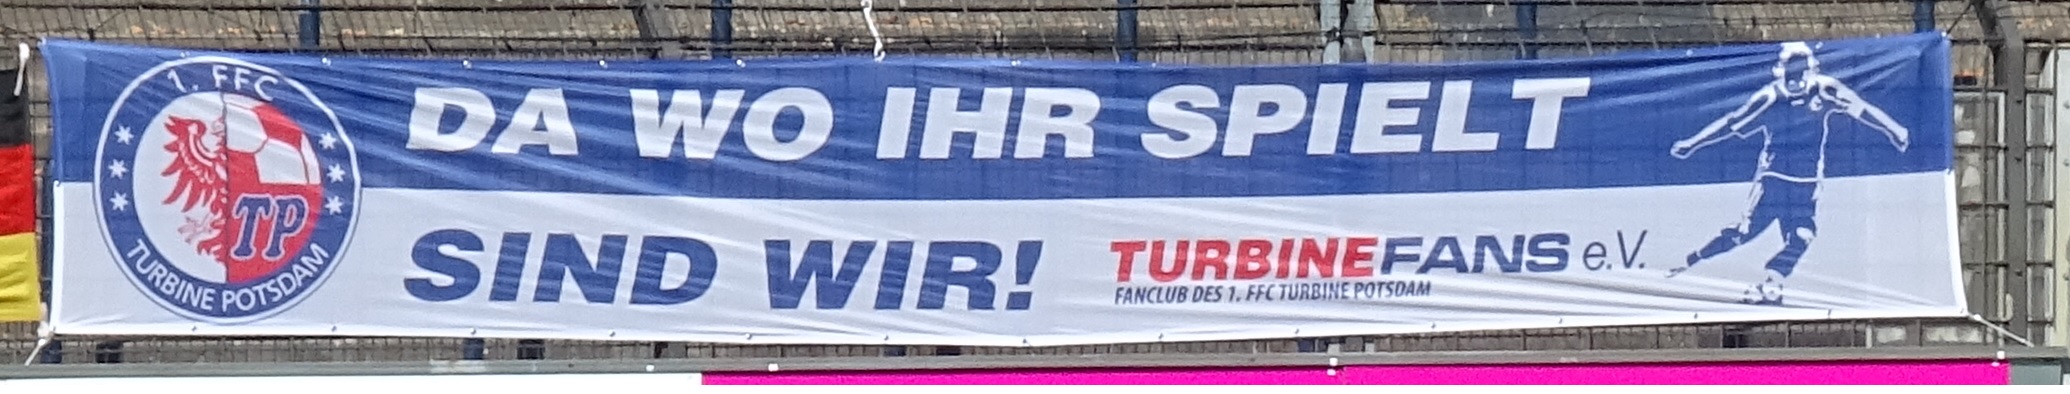 1. FFC
TP
TURBINE POTSDAM
DA WO IHR SPIELT
SIND WIR!
TURBINEFANS e.V.
FANCLUB DES 1. FFC TURBINE POTSDAM